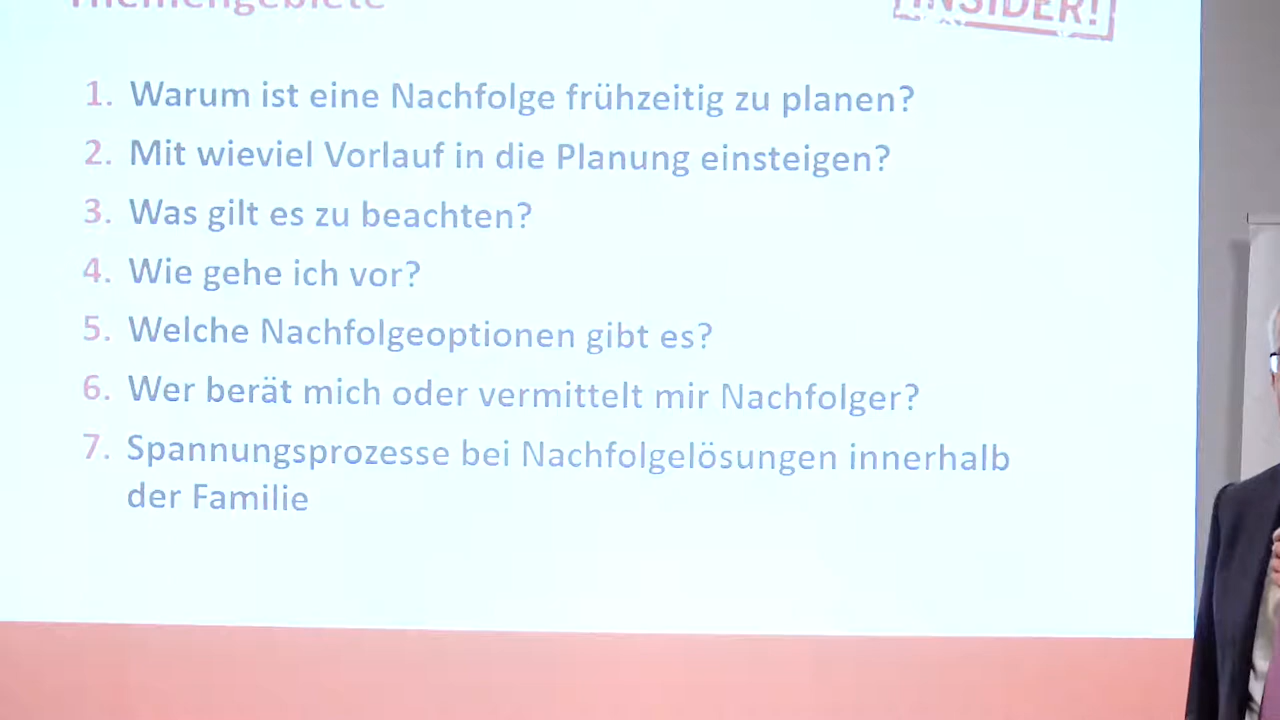 Themengebiete
INSIDER!
1. Warum ist eine Nachfolge frühzeitig zu planen?
2. Mit wieviel Vorlauf in die Planung einsteigen?
3. Was gilt es zu beachten?
4. Wie gehe ich vor?
5. Welche Nachfolgeoptionen gibt es?
6. Wer berät mich oder vermittelt mir Nachfolger?
7. Spannungsprozesse bei Nachfolgelösungen innerhalb
der Familie